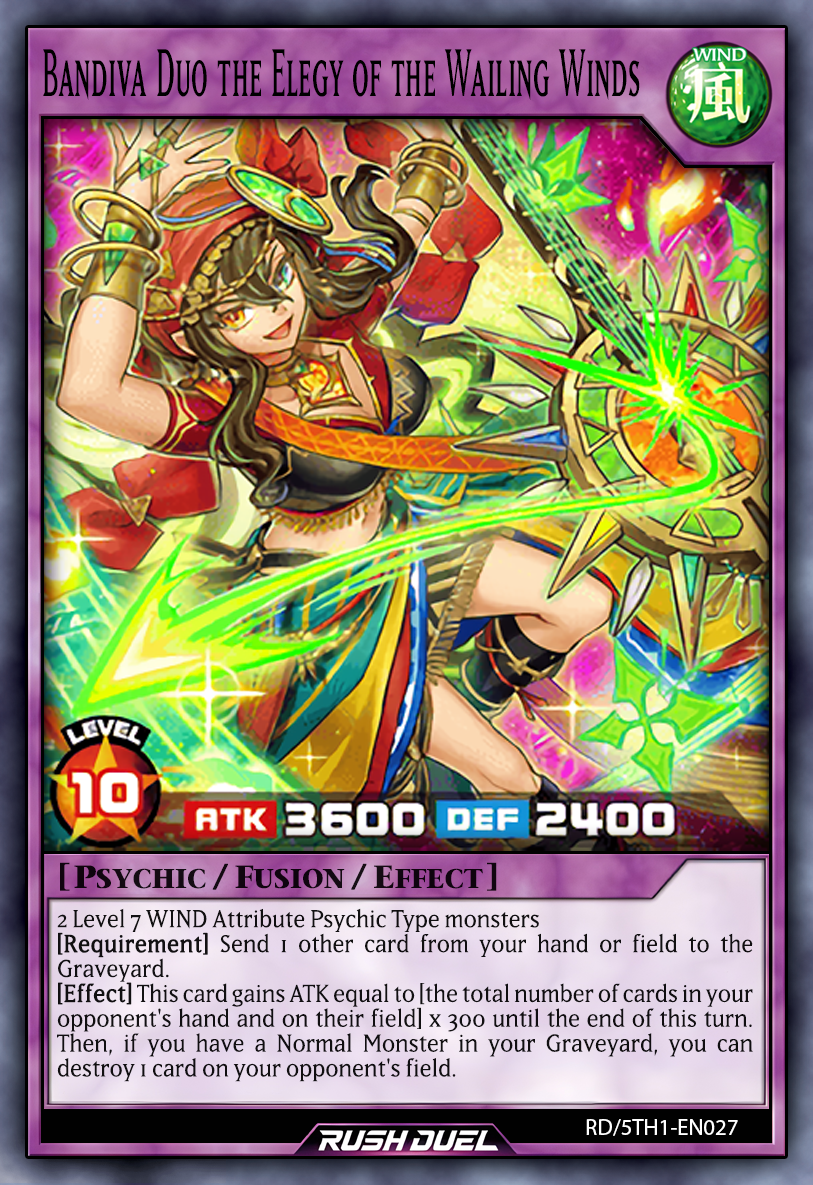 Bandiva Duo the Elegy of the Wailing Winds
WIND
風
LEVEL
10
ATK 3600 DEF 2400
[Psychic / Fusion / Effect]
2 Level 7 WIND Attribute Psychic Type monsters
[Requirement] Send 1 other card from your hand or field to the
Graveyard.
[Effect] This card gains ATK equal to [the total number of cards in your
opponent's hand and on their field] x 300 until the end of this turn.
Then, if you have a Normal Monster in your Graveyard, you can
destroy 1 card on your opponent's field.
RUSH DUEL
RD/5TH1-EN027